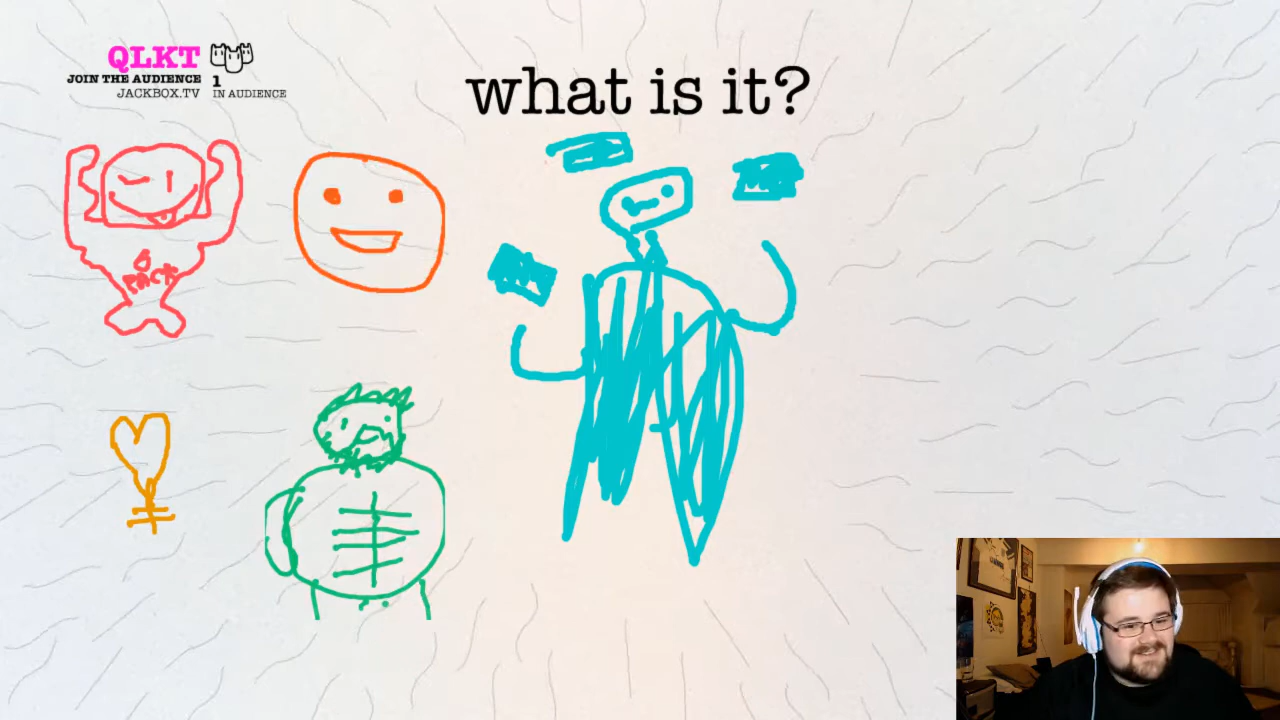 QLKT
JOIN THE AUDIENCE
JACKBOX.TV
1
IN AUDIENCE
what is it?
6
PACK